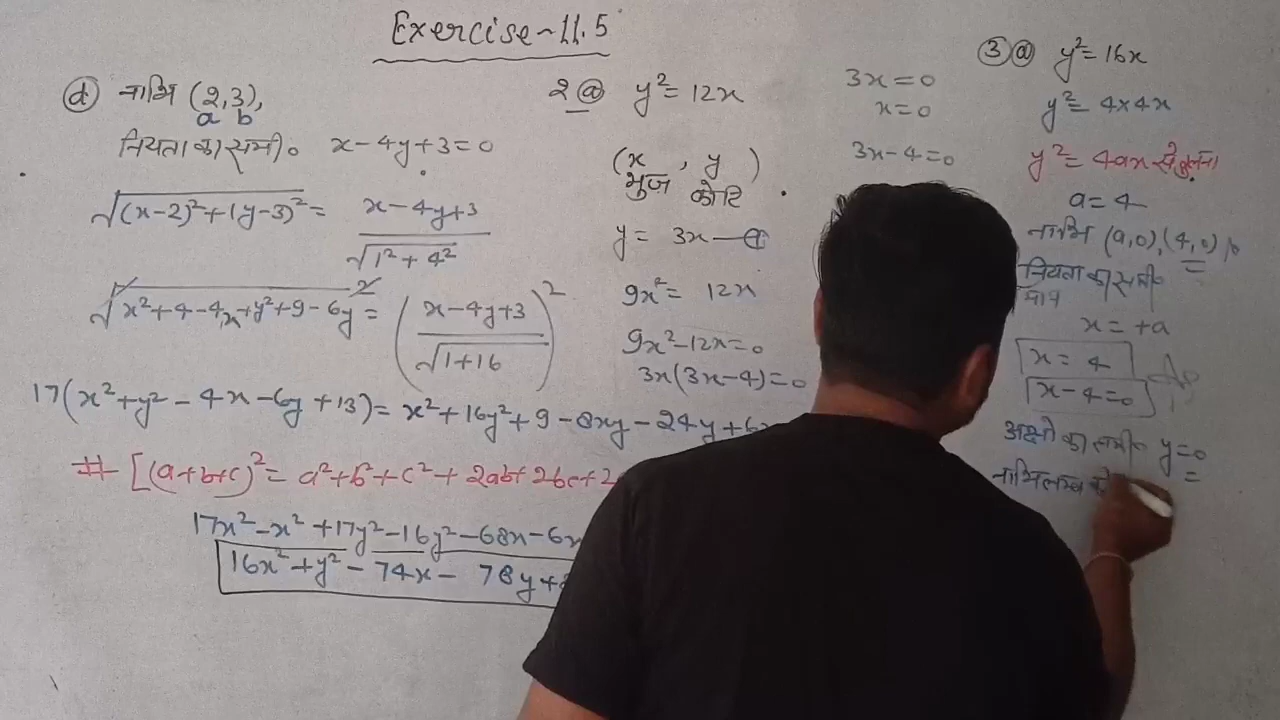 Exercise-11.5
(d) नाभि (2,3),
a b
नियता का समी० x-4y+3=0
√(x-2)²+(y-3)² = x-4y+3 / √1²+4²
√x²+4-4x+y²+9-6y ² = (x-4y+3 / √1+16)²
17(x²+y²-4x-6y+13) = x²+16y²+9-8xy-24y+6
# [(a+b+c)² = a²+b²+c²+2ab+2bc+2
17x²-x²+17y²-16y²-68x-6x
16x²+y²-74x-78y+
2 (a) y²=12x
(x, y)
भुज कोटि
y= 3x
9x²= 12x
9x²-12x=0
3x(3x-4)=0
3x=0
x=0
3x-4=0
(3)(a) y²=16x
y²=4×4x
y²=4ax से तुलना
a=4
नाभि (a,0),(4,0)
नियता का समी०
x=+a
x=4
x-4=0
अक्षों का समी० y=0
नाभिलम्ब